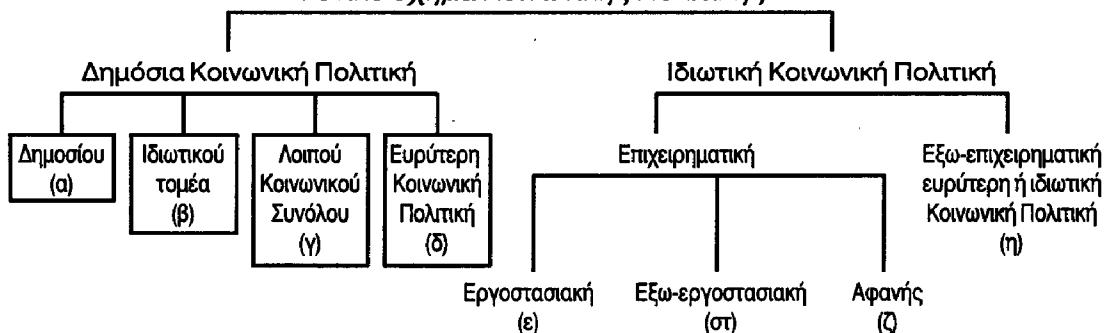 Δημόσια Κοινωνική Πολιτική
Ιδιωτική Κοινωνική Πολιτική
Δημοσίου
(α)
Ιδιωτικού
τομέα
(β)
Λοιπού
Κοινωνικού
Συνόλου
(γ)
Ευρύτερη
Κοινωνική
Πολιτική
(δ)
Επιχειρηματική
Εξω-επιχειρηματική
ευρύτερη ή ιδιωτική
Κοινωνική Πολιτική
(η)
Εργοστασιακή
(ε)
Εξω-εργοστασιακή
(στ)
Αφανής
(ζ)